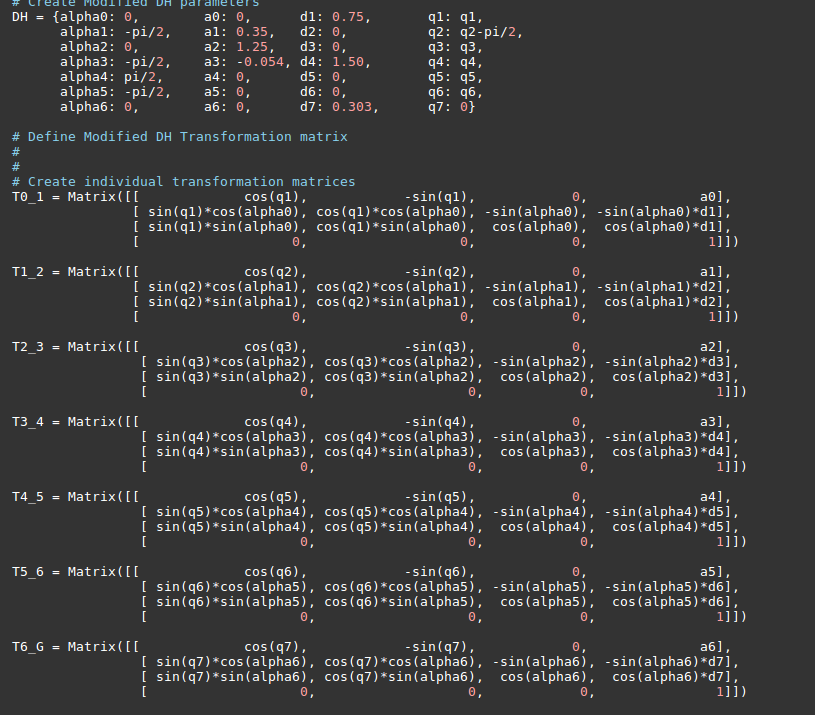 # Create Modified DH parameters
DH = {alpha0: 0,     a0: 0,      d1: 0.75,        q1: q1,
      alpha1: -pi/2, a1: 0.35,   d2: 0,           q2: q2-pi/2,
      alpha2: 0,     a2: 1.25,   d3: 0,           q3: q3,
      alpha3: -pi/2, a3: -0.054, d4: 1.50,        q4: q4,
      alpha4: pi/2,  a4: 0,      d5: 0,           q5: q5,
      alpha5: -pi/2, a5: 0,      d6: 0,           q6: q6,
      alpha6: 0,     a6: 0,      d7: 0.303,       q7: 0}
# Define Modified DH Transformation matrix
#
#
# Create individual transformation matrices
T0_1 = Matrix([[             cos(q1),            -sin(q1),            0,              a0],
               [ sin(q1)*cos(alpha0), cos(q1)*cos(alpha0), -sin(alpha0), -sin(alpha0)*d1],
               [ sin(q1)*sin(alpha0), cos(q1)*sin(alpha0),  cos(alpha0),  cos(alpha0)*d1],
               [                   0,                   0,            0,               1]])
T1_2 = Matrix([[             cos(q2),            -sin(q2),            0,              a1],
               [ sin(q2)*cos(alpha1), cos(q2)*cos(alpha1), -sin(alpha1), -sin(alpha1)*d2],
               [ sin(q2)*sin(alpha1), cos(q2)*sin(alpha1),  cos(alpha1),  cos(alpha1)*d2],
               [                   0,                   0,            0,               1]])
T2_3 = Matrix([[             cos(q3),            -sin(q3),            0,              a2],
                [ sin(q3)*cos(alpha2), cos(q3)*cos(alpha2), -sin(alpha2), -sin(alpha2)*d3],
                [ sin(q3)*sin(alpha2), cos(q3)*sin(alpha2),  cos(alpha2),  cos(alpha2)*d3],
                [                   0,                   0,            0,               1]])
T3_4 = Matrix([[             cos(q4),            -sin(q4),            0,              a3],
                [ sin(q4)*cos(alpha3), cos(q4)*cos(alpha3), -sin(alpha3), -sin(alpha3)*d4],
                [ sin(q4)*sin(alpha3), cos(q4)*sin(alpha3),  cos(alpha3),  cos(alpha3)*d4],
                [                   0,                   0,            0,               1]])
T4_5 = Matrix([[             cos(q5),            -sin(q5),            0,              a4],
                [ sin(q5)*cos(alpha4), cos(q5)*cos(alpha4), -sin(alpha4), -sin(alpha4)*d5],
                [ sin(q5)*sin(alpha4), cos(q5)*sin(alpha4),  cos(alpha4),  cos(alpha4)*d5],
                [                   0,                   0,            0,               1]])
T5_6 = Matrix([[             cos(q6),            -sin(q6),            0,              a5],
                [ sin(q6)*cos(alpha5), cos(q6)*cos(alpha5), -sin(alpha5), -sin(alpha5)*d6],
                [ sin(q6)*sin(alpha5), cos(q6)*sin(alpha5),  cos(alpha5),  cos(alpha5)*d6],
                [                   0,                   0,            0,               1]])
T6_G = Matrix([[             cos(q7),            -sin(q7),            0,              a6],
                [ sin(q7)*cos(alpha6), cos(q7)*cos(alpha6), -sin(alpha6), -sin(alpha6)*d7],
                [ sin(q7)*sin(alpha6), cos(q7)*sin(alpha6),  cos(alpha6),  cos(alpha6)*d7],
                [                   0,                   0,            0,               1]])